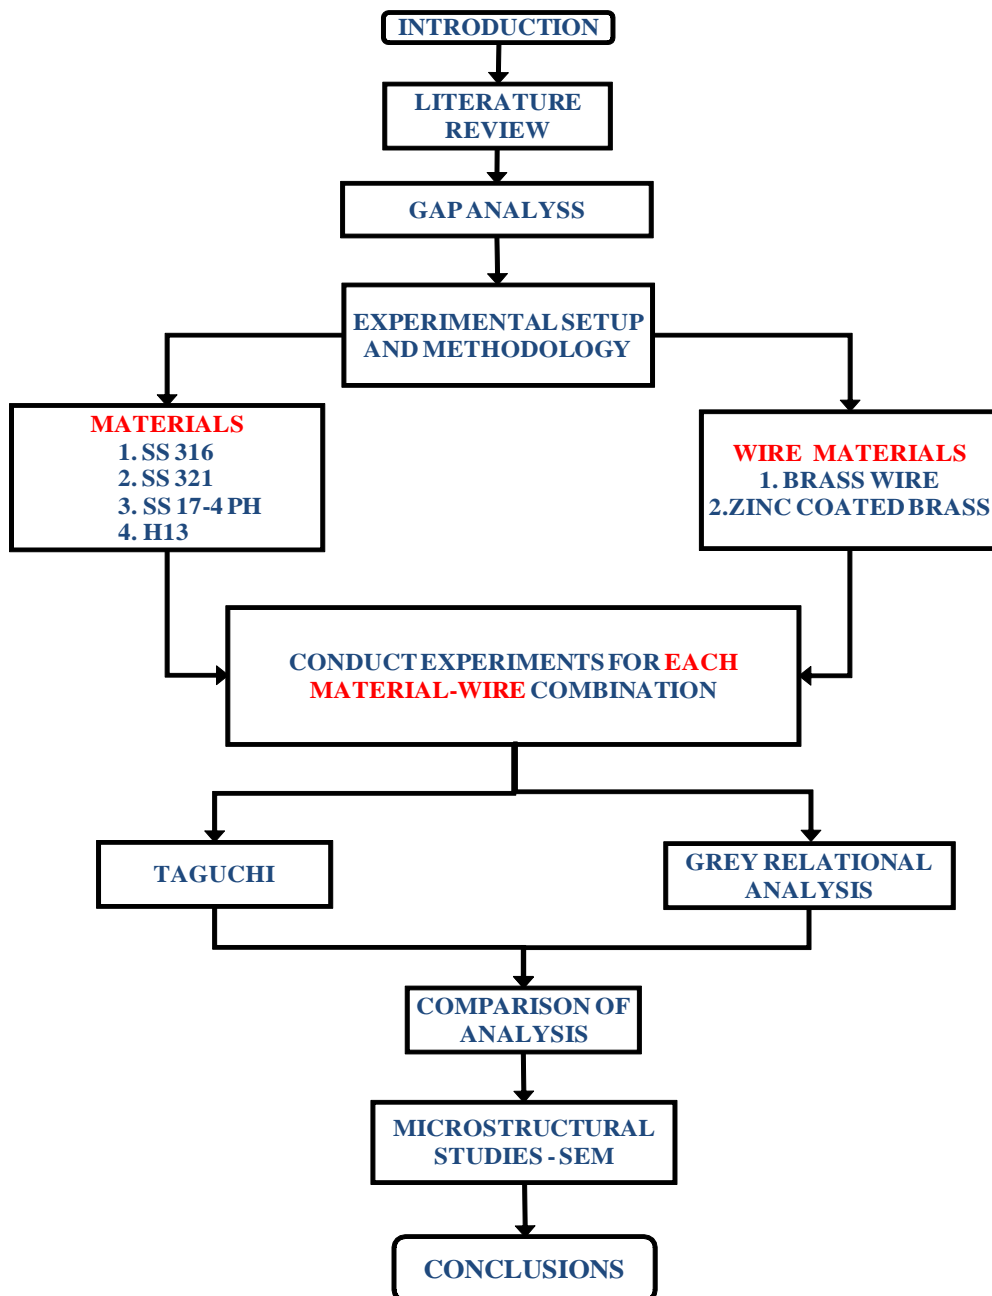 INTRODUCTION
LITERATURE
REVIEW
GAP ANALYSS
EXPERIMENTAL SETUP
AND METHODOLOGY
MATERIALS
1. SS 316
2. SS 321
3. SS 17-4 PH
4. H13
WIRE MATERIALS
1. BRASS WIRE
2.ZINC COATED BRASS
CONDUCT EXPERIMENTS FOR EACH
MATERIAL-WIRE COMBINATION
TAGUCHI
GREY RELATIONAL
ANALYSIS
COMPARISON OF
ANALYSIS
MICROSTRUCTURAL
STUDIES - SEM
CONCLUSIONS